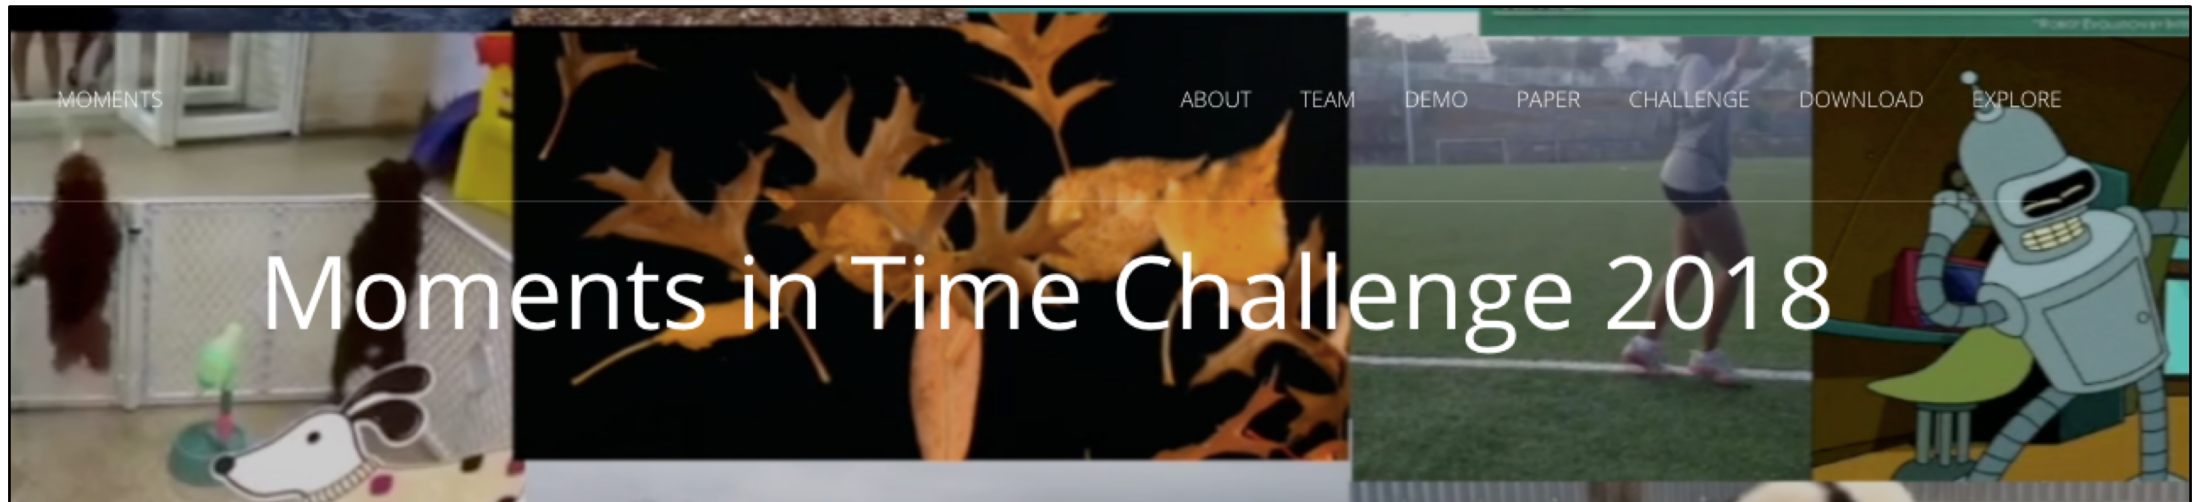 MOMENTS
ABOUT TEAM DEMO PAPER CHALLENGE DOWNLOAD EXPLORE
Moments in Time Challenge 2018